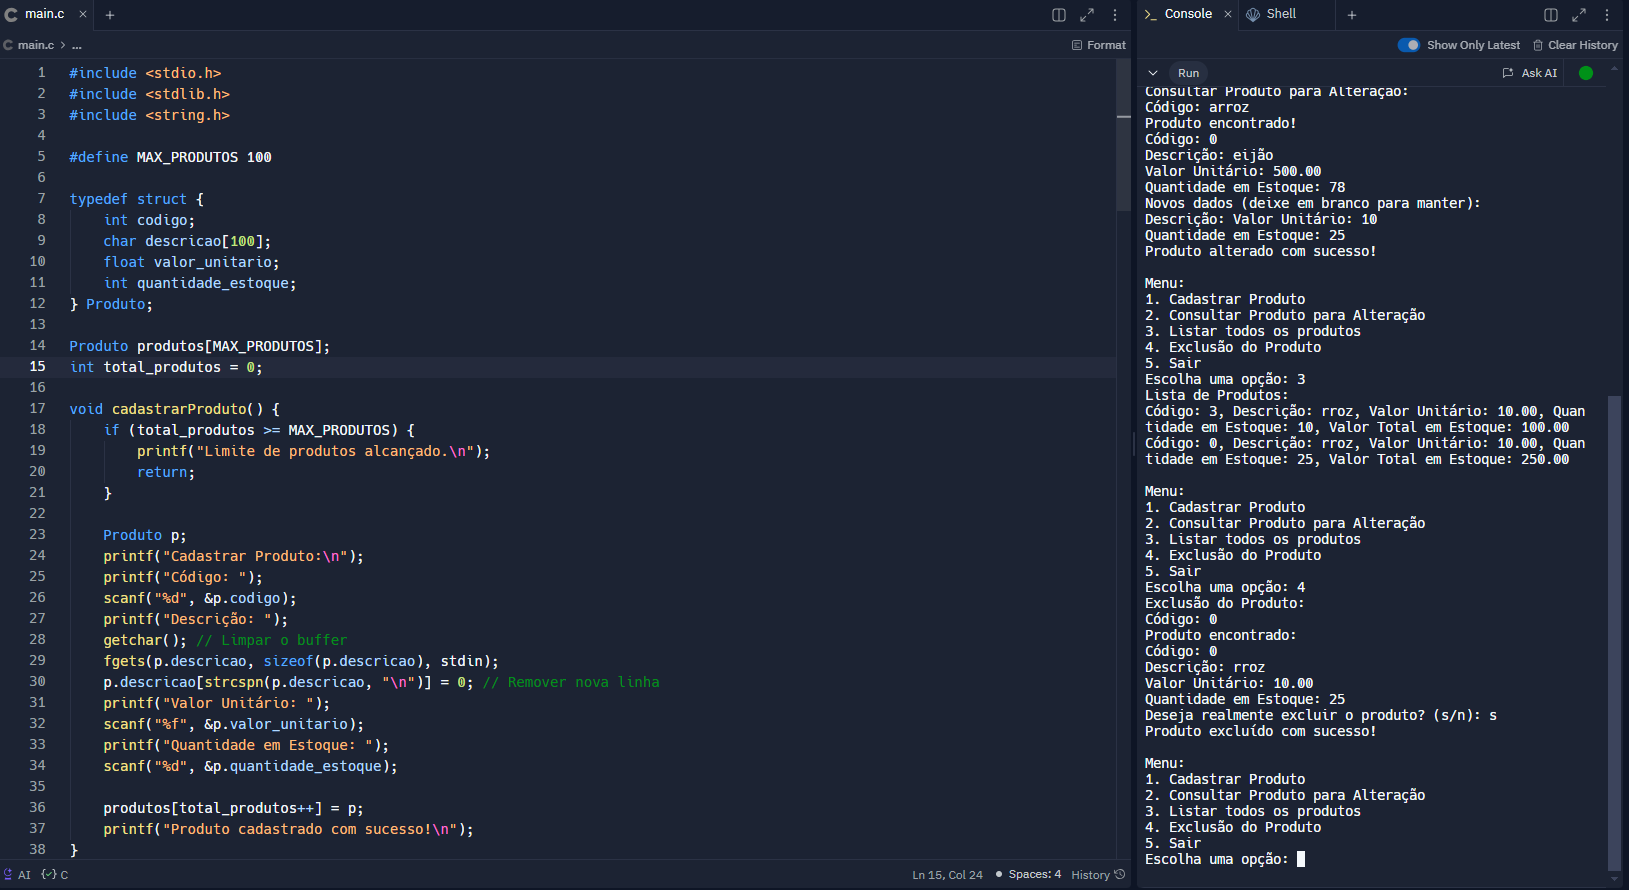 main.c × +
main.c > ...
Format
1 #include <stdio.h>
2 #include <stdlib.h>
3 #include <string.h>
4
5 #define MAX_PRODUTOS 100
6
7 typedef struct {
8 int codigo;
9 char descricao[100];
10 float valor_unitario;
11 int quantidade_estoque;
12 } Produto;
13
14 Produto produtos[MAX_PRODUTOS];
15 int total_produtos = 0;
16
17 void cadastrarProduto() {
18 if (total_produtos >= MAX_PRODUTOS) {
19 printf("Limite de produtos alcançado.\n");
20 return;
21 }
22
23 Produto p;
24 printf("Cadastrar Produto:\n");
25 printf("Código: ");
26 scanf("%d", &p.codigo);
27 printf("Descrição: ");
28 getchar(); // Limpar o buffer
29 fgets(p.descricao, sizeof(p.descricao), stdin);
30 p.descricao[strcspn(p.descricao, "\n")] = 0; // Remover nova linha
31 printf("Valor Unitário: ");
32 scanf("%f", &p.valor_unitario);
33 printf("Quantidade em Estoque: ");
34 scanf("%d", &p.quantidade_estoque);
35
36 produtos[total_produtos++] = p;
37 printf("Produto cadastrado com sucesso!\n");
38 }
AI {✓} C
Ln 15, Col 24 • Spaces: 4 History
Console × Shell +
Show Only Latest Clear History
Run Ask AI
Consultar Produto para Alteração:
Código: arroz
Produto encontrado!
Código: 0
Descrição: eijão
Valor Unitário: 500.00
Quantidade em Estoque: 78
Novos dados (deixe em branco para manter):
Descrição: Valor Unitário: 10
Quantidade em Estoque: 25
Produto alterado com sucesso!

Menu:
1. Cadastrar Produto
2. Consultar Produto para Alteração
3. Listar todos os produtos
4. Exclusão do Produto
5. Sair
Escolha uma opção: 3
Lista de Produtos:
Código: 3, Descrição: rroz, Valor Unitário: 10.00, Quan
tidade em Estoque: 10, Valor Total em Estoque: 100.00
Código: 0, Descrição: rroz, Valor Unitário: 10.00, Quan
tidade em Estoque: 25, Valor Total em Estoque: 250.00

Menu:
1. Cadastrar Produto
2. Consultar Produto para Alteração
3. Listar todos os produtos
4. Exclusão do Produto
5. Sair
Escolha uma opção: 4
Exclusão do Produto:
Código: 0
Produto encontrado:
Código: 0
Descrição: rroz
Valor Unitário: 10.00
Quantidade em Estoque: 25
Deseja realmente excluir o produto? (s/n): s
Produto excluído com sucesso!

Menu:
1. Cadastrar Produto
2. Consultar Produto para Alteração
3. Listar todos os produtos
4. Exclusão do Produto
5. Sair
Escolha uma opção: